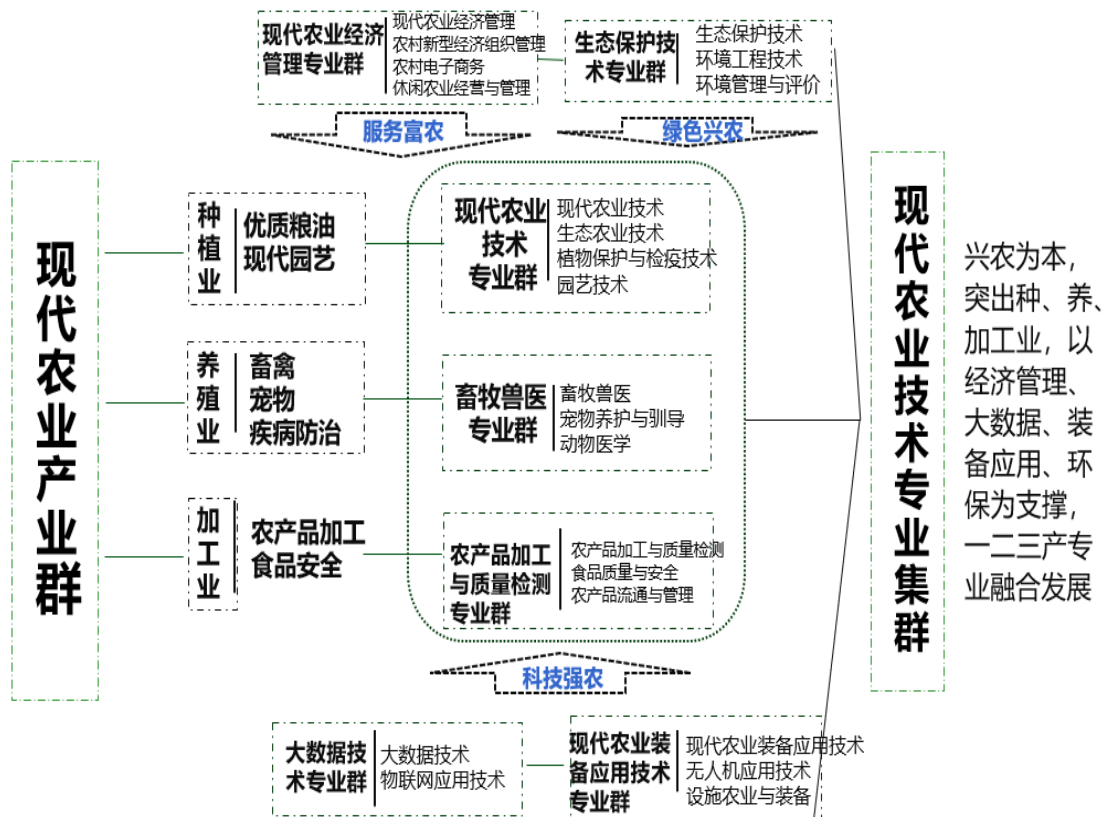 现代农业经济
管理专业群
现代农业经济管理
农村新型经济组织管理
农村电子商务
休闲农业经营与管理
生态保护技
术专业群
生态保护技术
环境工程技术
环境管理与评价
服务富农
绿色兴农
现代农业产业群
种植业
优质粮油
现代园艺
现代农业
技术
专业群
现代农业技术
生态农业技术
植物保护与检疫技术
园艺技术
养殖业
畜禽
宠物
疾病防治
畜牧兽医
专业群
畜牧兽医
宠物养护与驯导
动物医学
加工业
农产品加工
食品安全
农产品加工
与质量检测
专业群
农产品加工与质量检测
食品质量与安全
农产品流通与管理
科技强农
大数据技
术专业群
大数据技术
物联网应用技术
现代农业装
备应用技术
专业群
现代农业装备应用技术
无人机应用技术
设施农业与装备
现代农业技术专业集群
兴农为本，
突出种、养、
加工业，以
经济管理、
大数据、装
备应用、环
保为支撑，
一二三产专
业融合发展